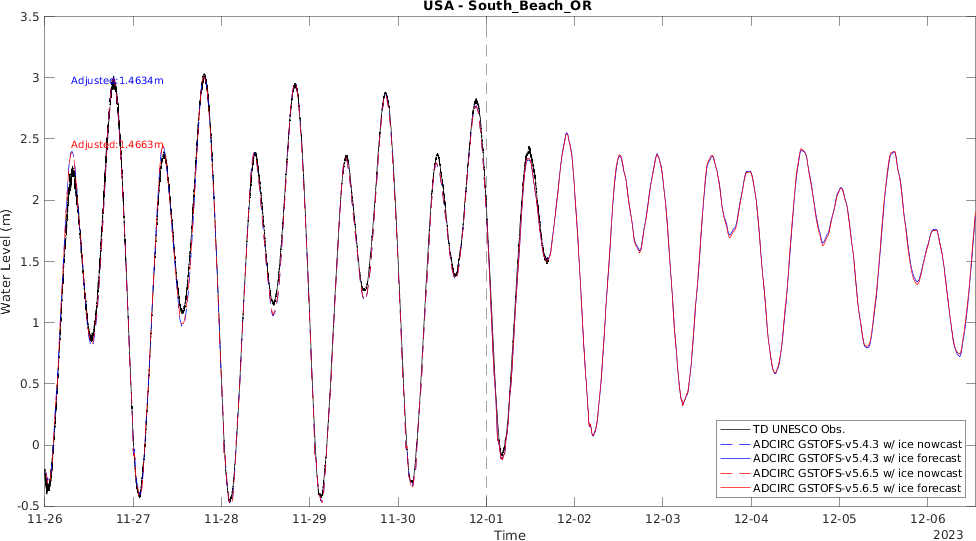 USA - South_Beach_OR
3.5
3
2.5
2
1.5
1
0.5
0
-0.5
Water Level (m)
Adjusted:1.4634m
Adjusted:1.4663m
TD UNESCO Obs.
ADCIRC GSTOFS-v5.4.3 w/ ice nowcast
ADCIRC GSTOFS-v5.4.3 w/ ice forecast
ADCIRC GSTOFS-v5.6.5 w/ ice nowcast
ADCIRC GSTOFS-v5.6.5 w/ ice forecast
11-26 11-27 11-28 11-29 11-30 12-01 12-02 12-03 12-04 12-05 12-06
Time
2023